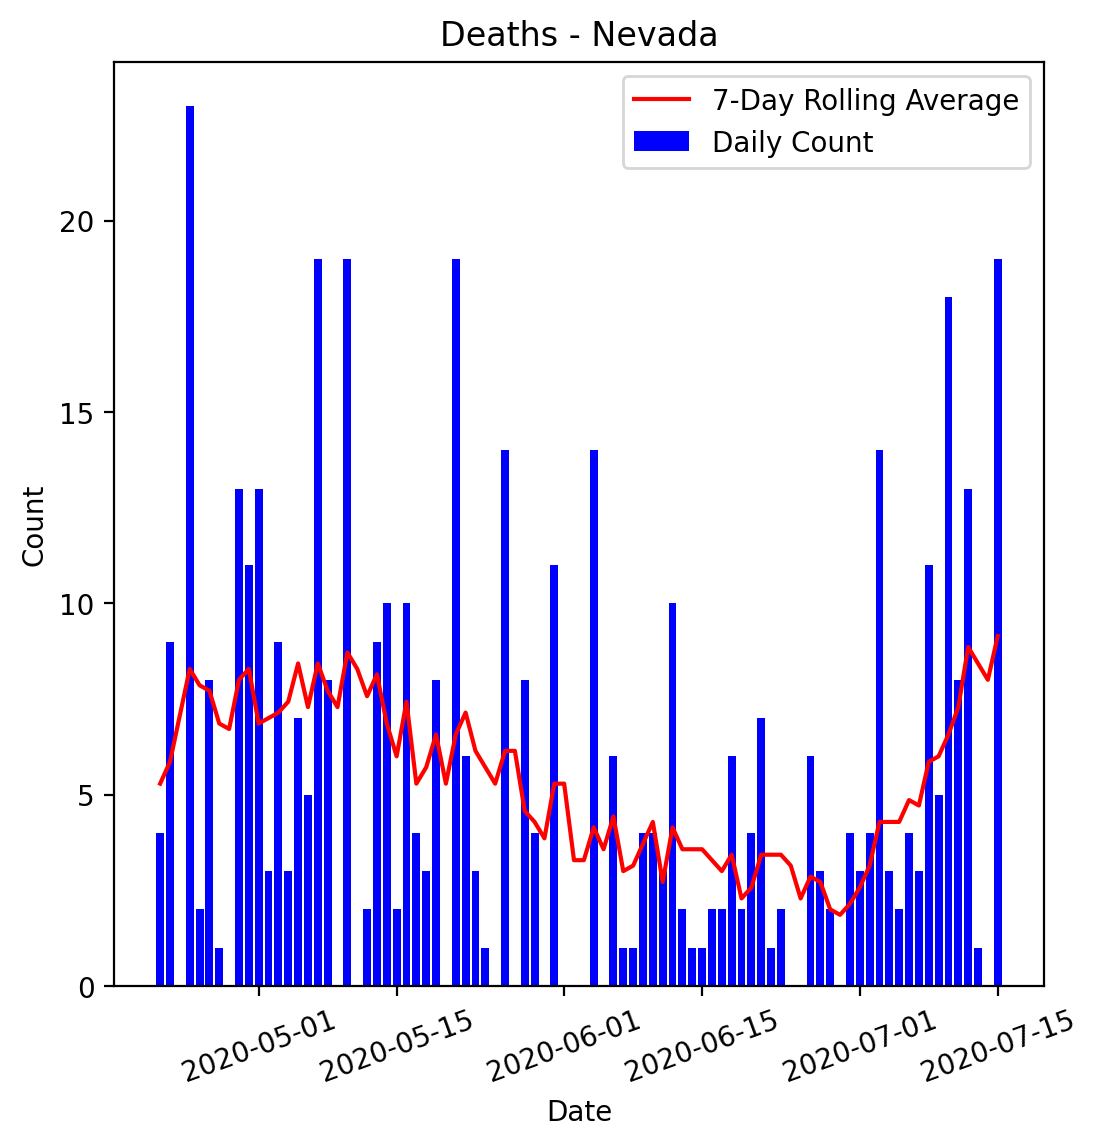 Deaths - Nevada
7-Day Rolling Average
Daily Count
20
15
10
5
0
Count
2020-05-01
2020-05-15
2020-06-01
2020-06-15
2020-07-01
2020-07-15
Date